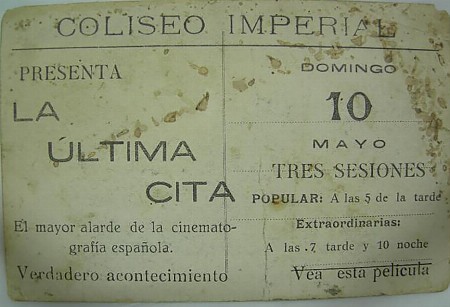 COLISEO IMPERIAL
PRESENTA
LA
ÚLTIMA
CITA
El mayor alarde de la cinemato-
grafía española.
Verdadero acontecimiento
DOMINGO
10
MAYO
TRES SESIONES
POPULAR: A las 5 de la tarde
Extraordinarias:
A las .7 tarde y 10 noche
Vea esta película